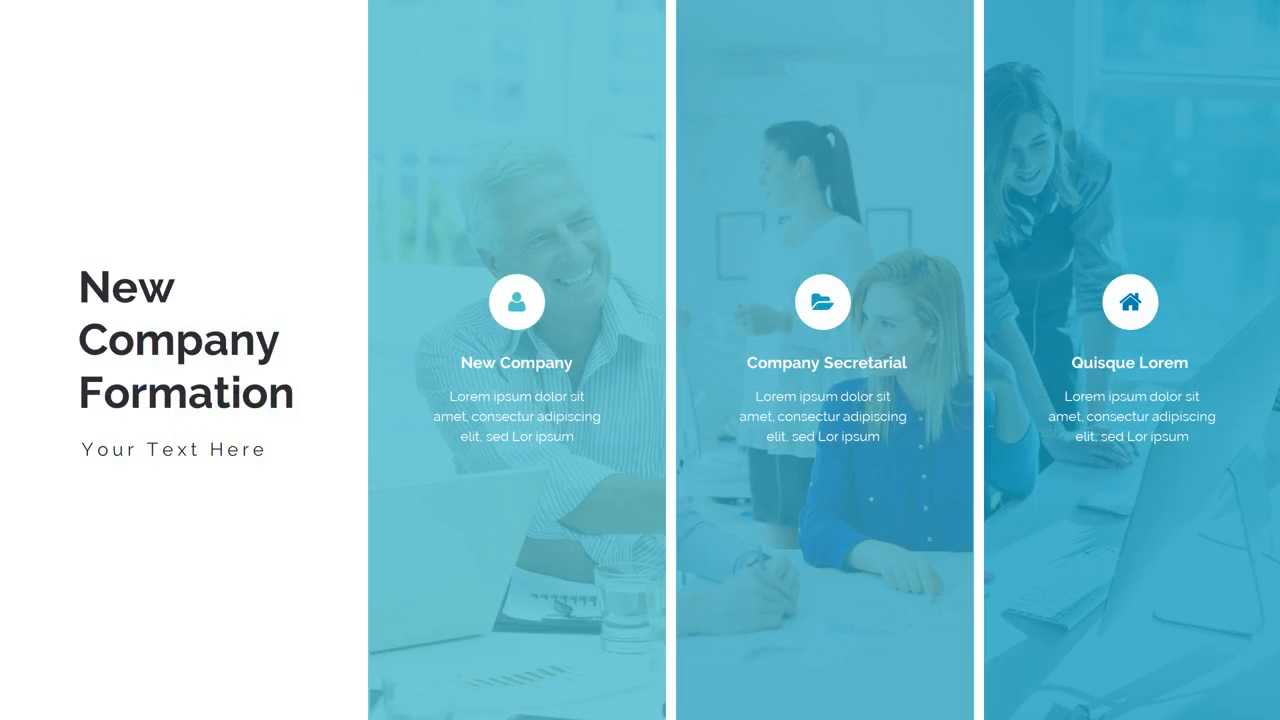 New
Company
Formation
Your Text Here
New Company
Lorem ipsum dolor sit
amet, consectur adipiscing
elit, sed Lor ipsum
Company Secretarial
Lorem ipsum dolor sit
amet, consectur adipiscing
elit, sed Lor ipsum
Quisque Lorem
Lorem ipsum dolor sit
amet, consectur adipiscing
elit, sed Lor ipsum